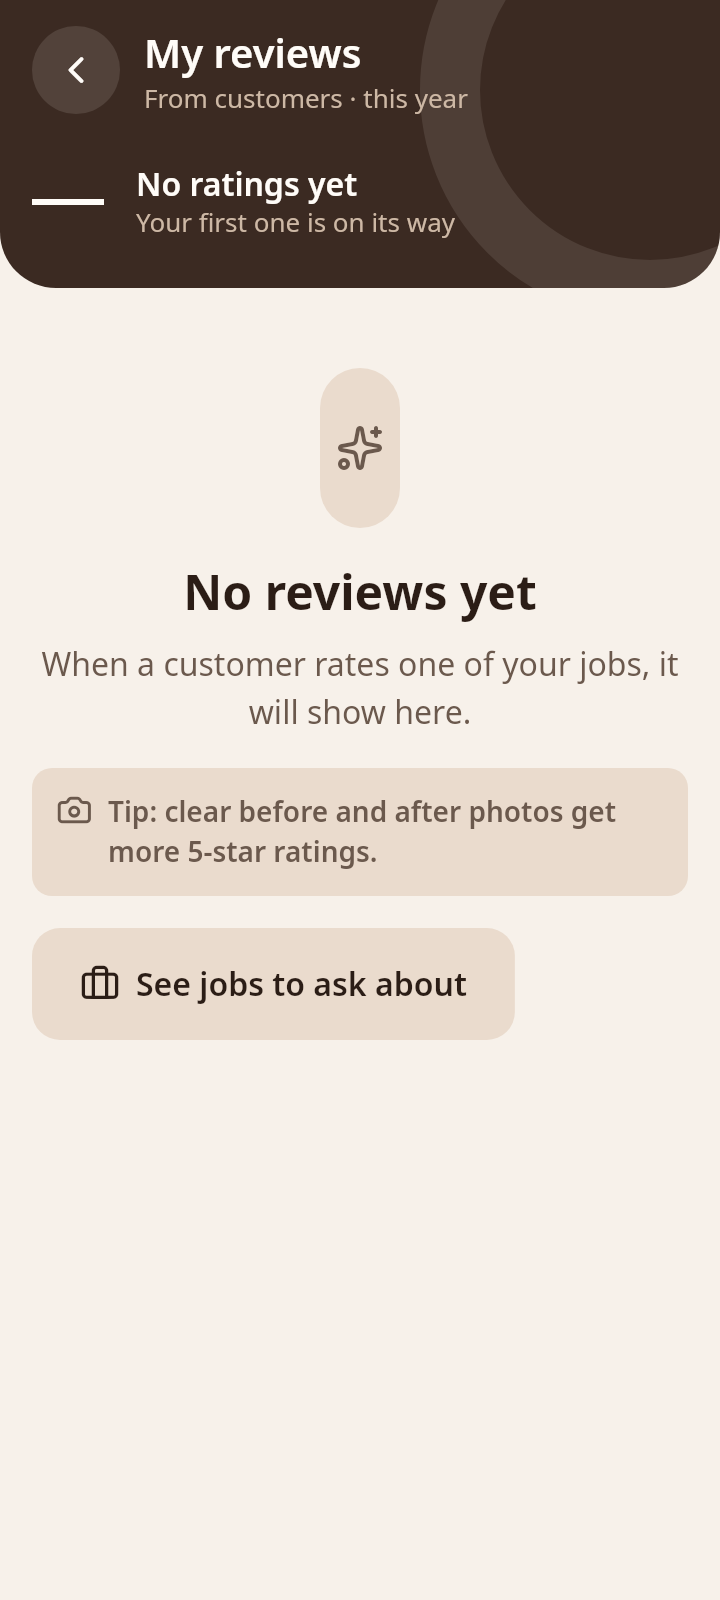 My reviews
From customers · this year
—
No ratings yet
Your first one is on its way
No reviews yet
When a customer rates one of your jobs, it
will show here.
Tip: clear before and after photos get
more 5-star ratings.
See jobs to ask about